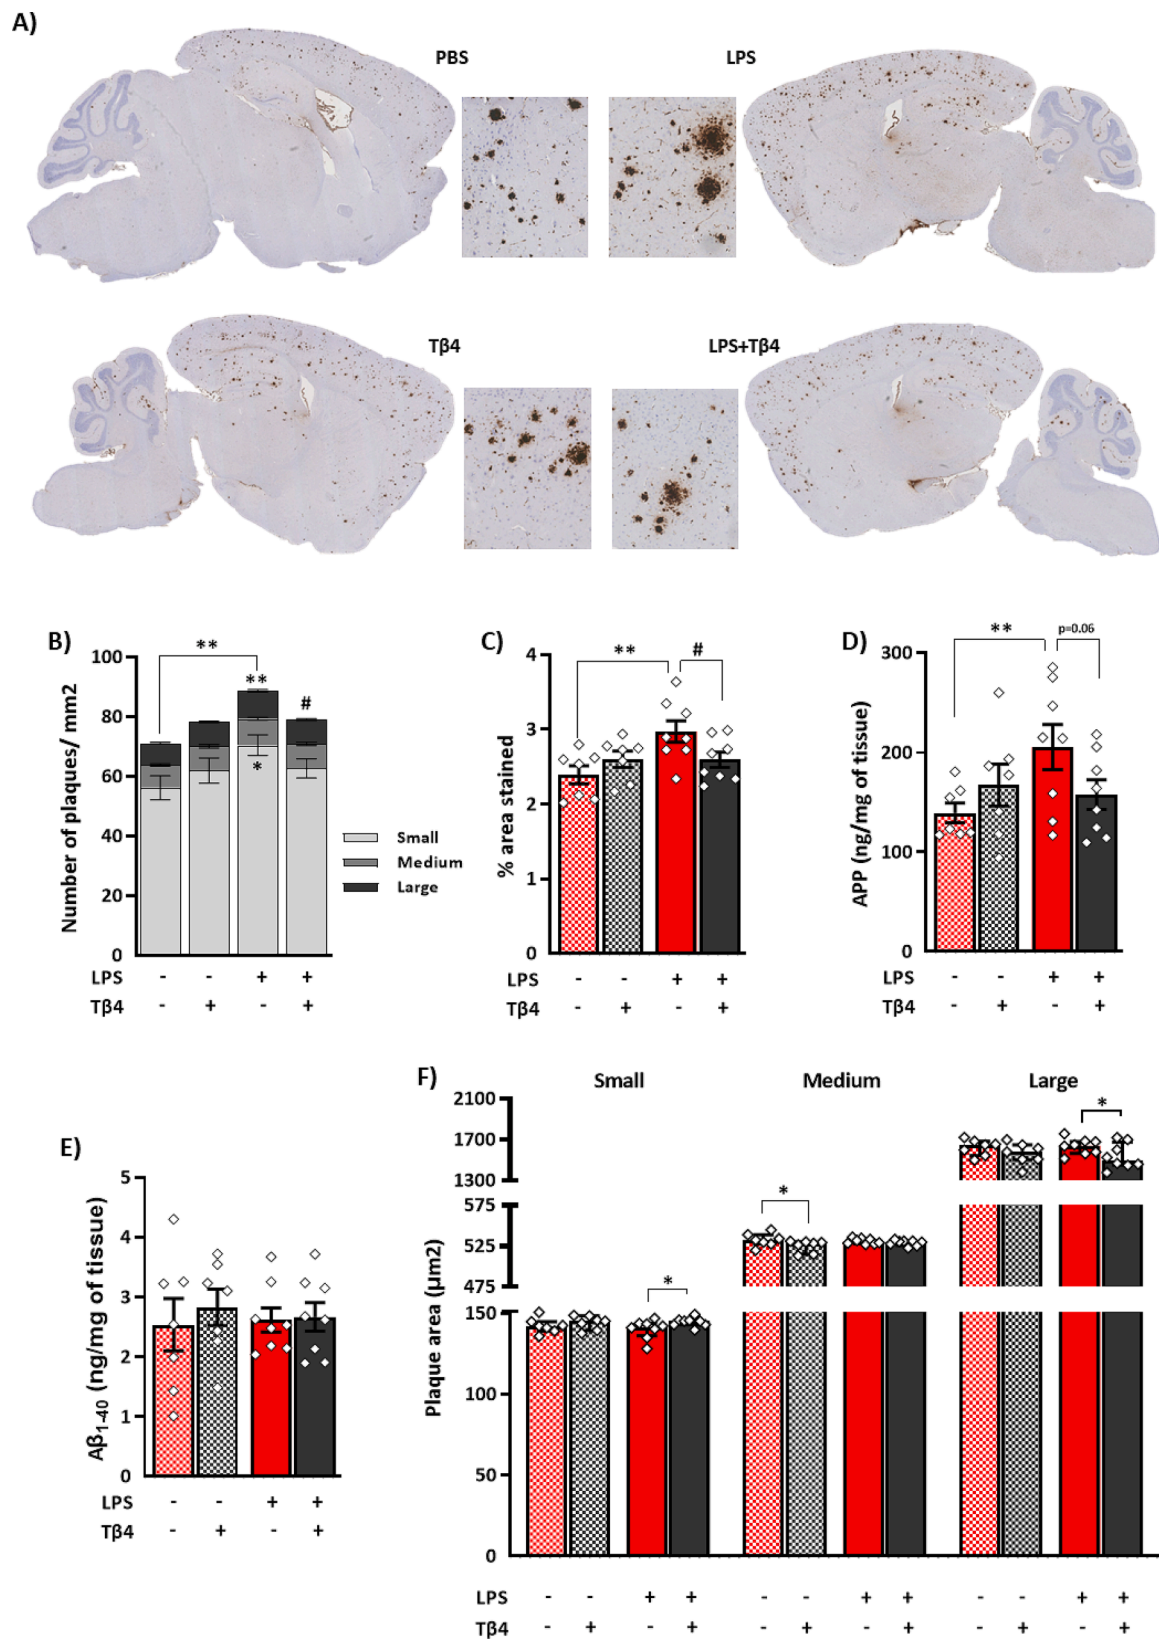 A)
PBS
LPS
Tβ4
LPS+Tβ4
B)
**
**
#
*
100
80
60
40
20
0
Number of plaques/ mm2
Small
Medium
Large
LPS - - + +
Tβ4 - + - +
C)
**
#
4
3
2
1
0
% area stained
LPS - - + +
Tβ4 - + - +
D)
**
p=0.06
300
200
100
0
APP (ng/mg of tissue)
LPS - - + +
Tβ4 - + - +
E)
5
4
3
2
1
0
Aβ1-40 (ng/mg of tissue)
LPS - - + +
Tβ4 - + - +
F)
Small Medium Large
2100
1700
1300
575
525
475
150
100
50
0
Plaque area (µm2)
*
*
*
LPS - - + + - - + + - - + +
Tβ4 - + - + - + - + - + - +